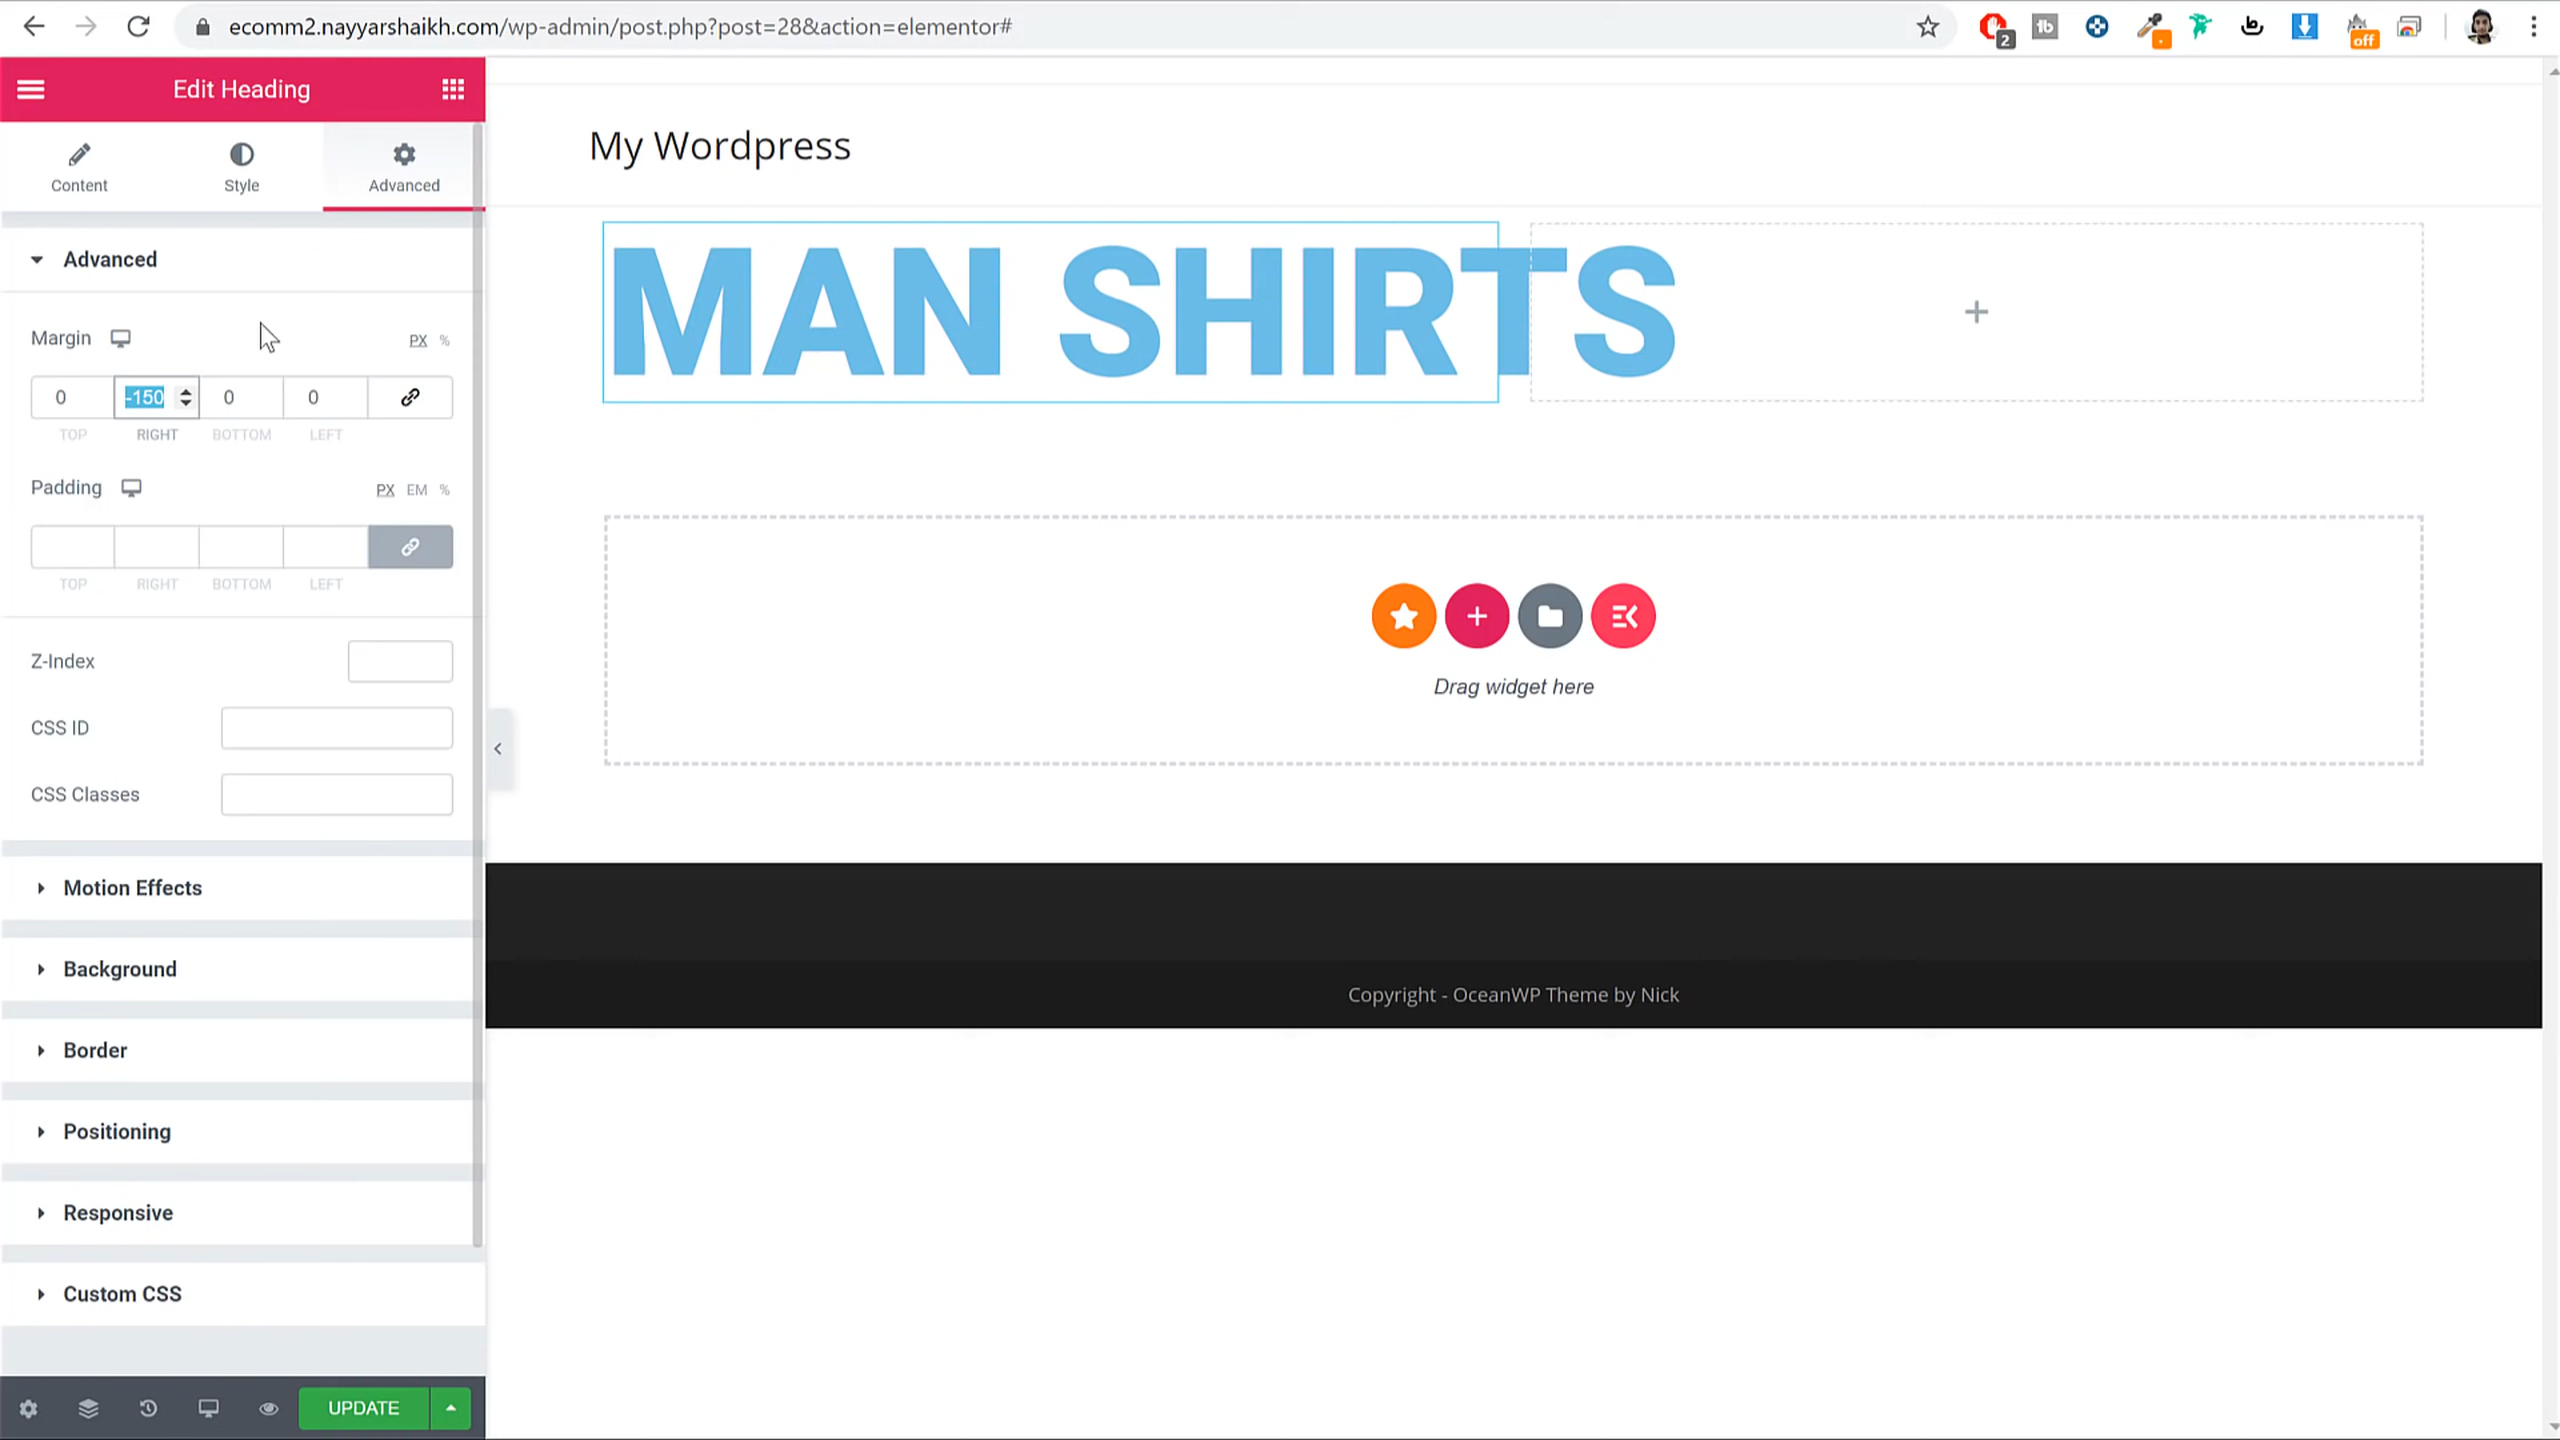 ecomm2.nayyarshaikh.com/wp-admin/post.php?post=28&action=elementor#
2
tb
off
Edit Heading
Content
Style
Advanced
Advanced
Margin
PX %
0
-150
0
0
TOP
RIGHT
BOTTOM
LEFT
Padding
PX EM %
TOP
RIGHT
BOTTOM
LEFT
Z-Index
CSS ID
CSS Classes
Motion Effects
Background
Border
Positioning
Responsive
Custom CSS
UPDATE
My Wordpress
MAN SHIRTS
Drag widget here
Copyright - OceanWP Theme by Nick